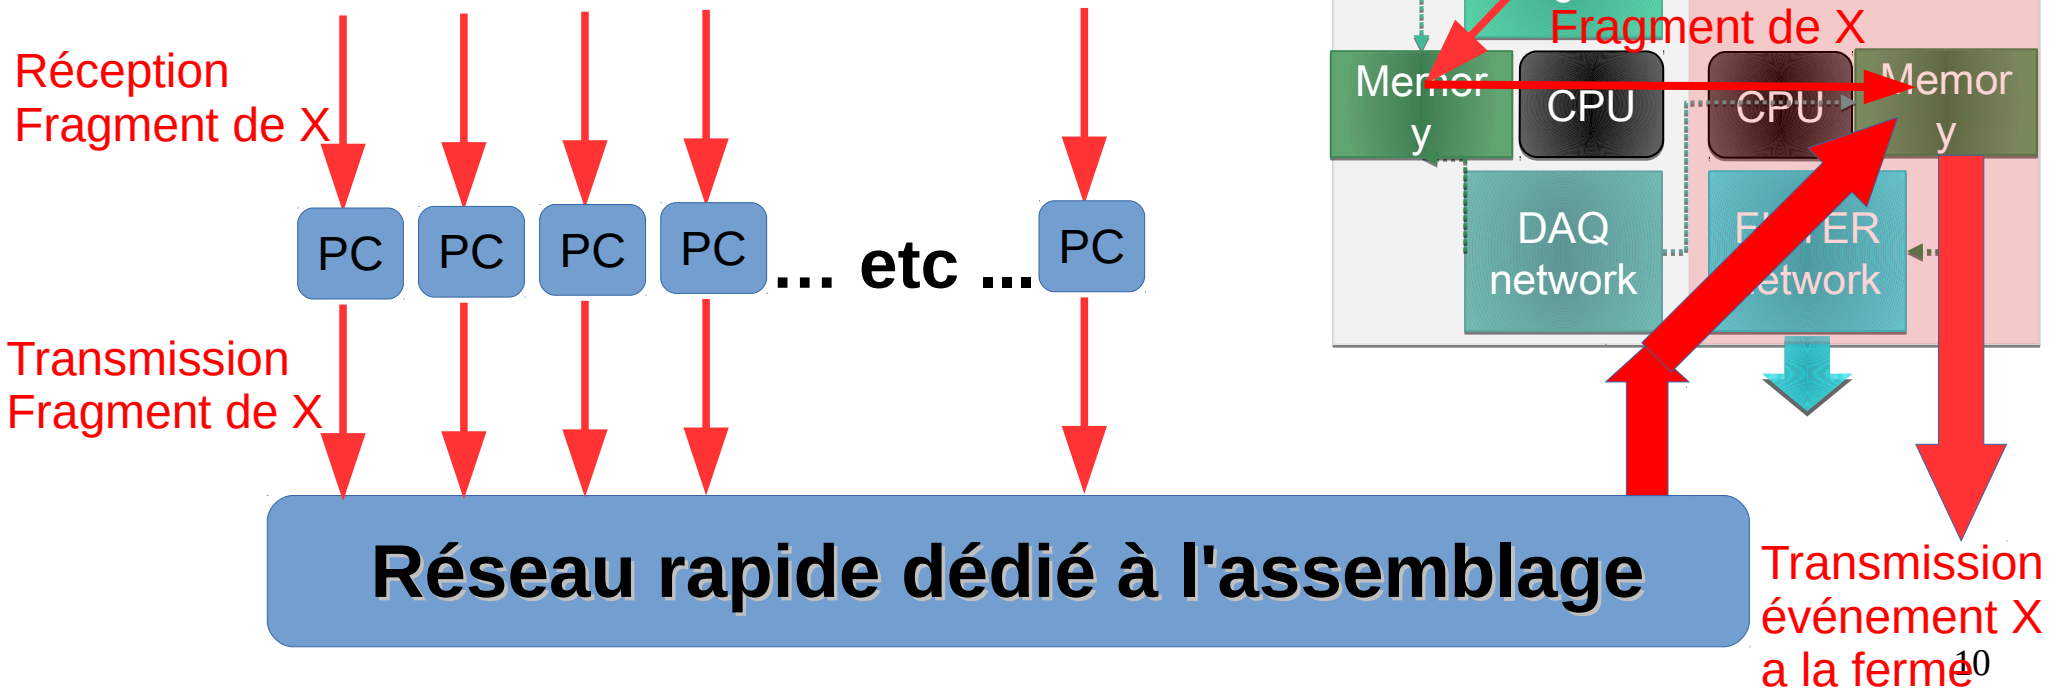 Réception
Fragment de X
PC
PC
PC
PC
... etc ...
PC
Transmission
Fragment de X
Réseau rapide dédié à l'assemblage
Fragment de X
Memor
y
CPU
CPU
Memor
y
DAQ
network
network
Transmission
événement X
a la ferme
10